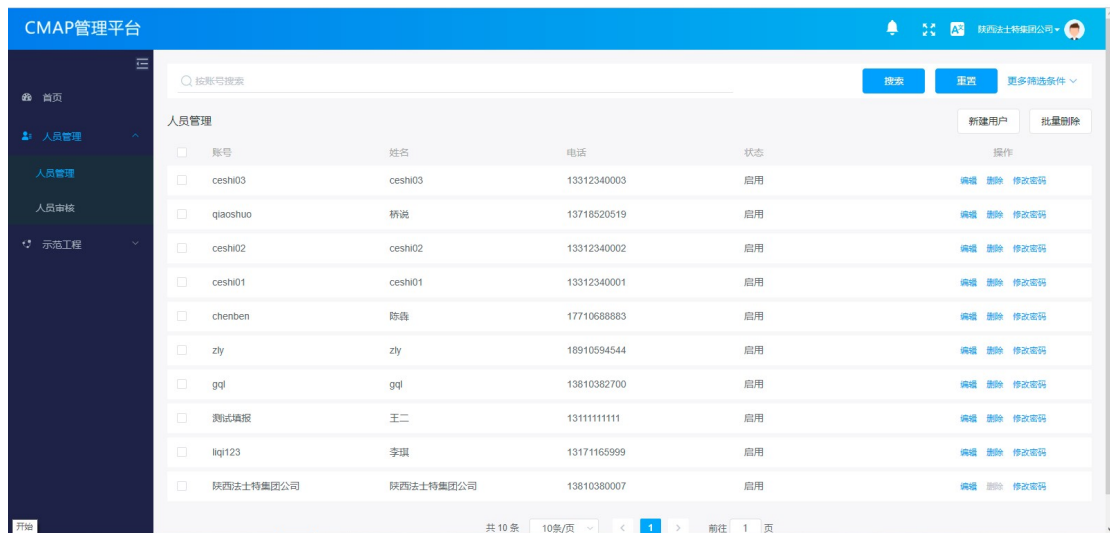 CMAP管理平台
陕西法士特集团公司
按账号搜索
搜索 重置 更多筛选条件
首页
人员管理
人员管理
人员审核
示范工程
人员管理
新建用户 批量删除
账号 姓名 电话 状态 操作
ceshi03 ceshi03 13312340003 启用 编辑 删除 修改密码
qiaoshuo 桥说 13718520519 启用 编辑 删除 修改密码
ceshi02 ceshi02 13312340002 启用 编辑 删除 修改密码
ceshi01 ceshi01 13312340001 启用 编辑 删除 修改密码
chenben 陈犇 17710688883 启用 编辑 删除 修改密码
zly zly 18910594544 启用 编辑 删除 修改密码
gql gql 13810382700 启用 编辑 删除 修改密码
测试填报 王二 13111111111 启用 编辑 删除 修改密码
liqi123 李琪 13171165999 启用 编辑 删除 修改密码
陕西法士特集团公司 陕西法士特集团公司 13810380007 启用 编辑 删除 修改密码
共 10 条 10条/页 1 前往 1 页
开始